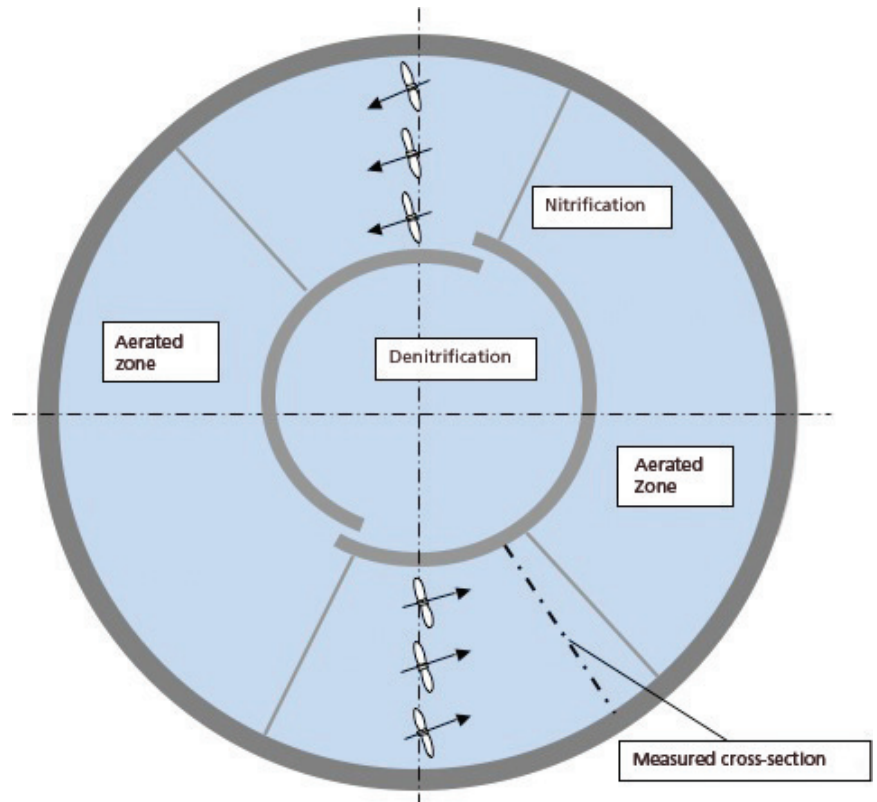 Nitrification
Aerated
zone
Denitrification
Aerated
Zone
Measured cross-section